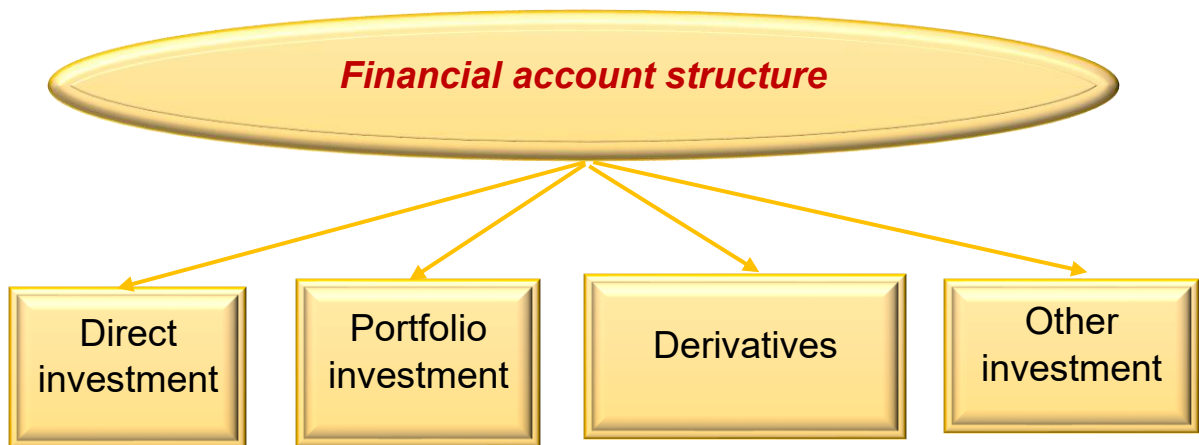 Financial account structure
Direct
investment
Portfolio
investment
Derivatives
Other
investment